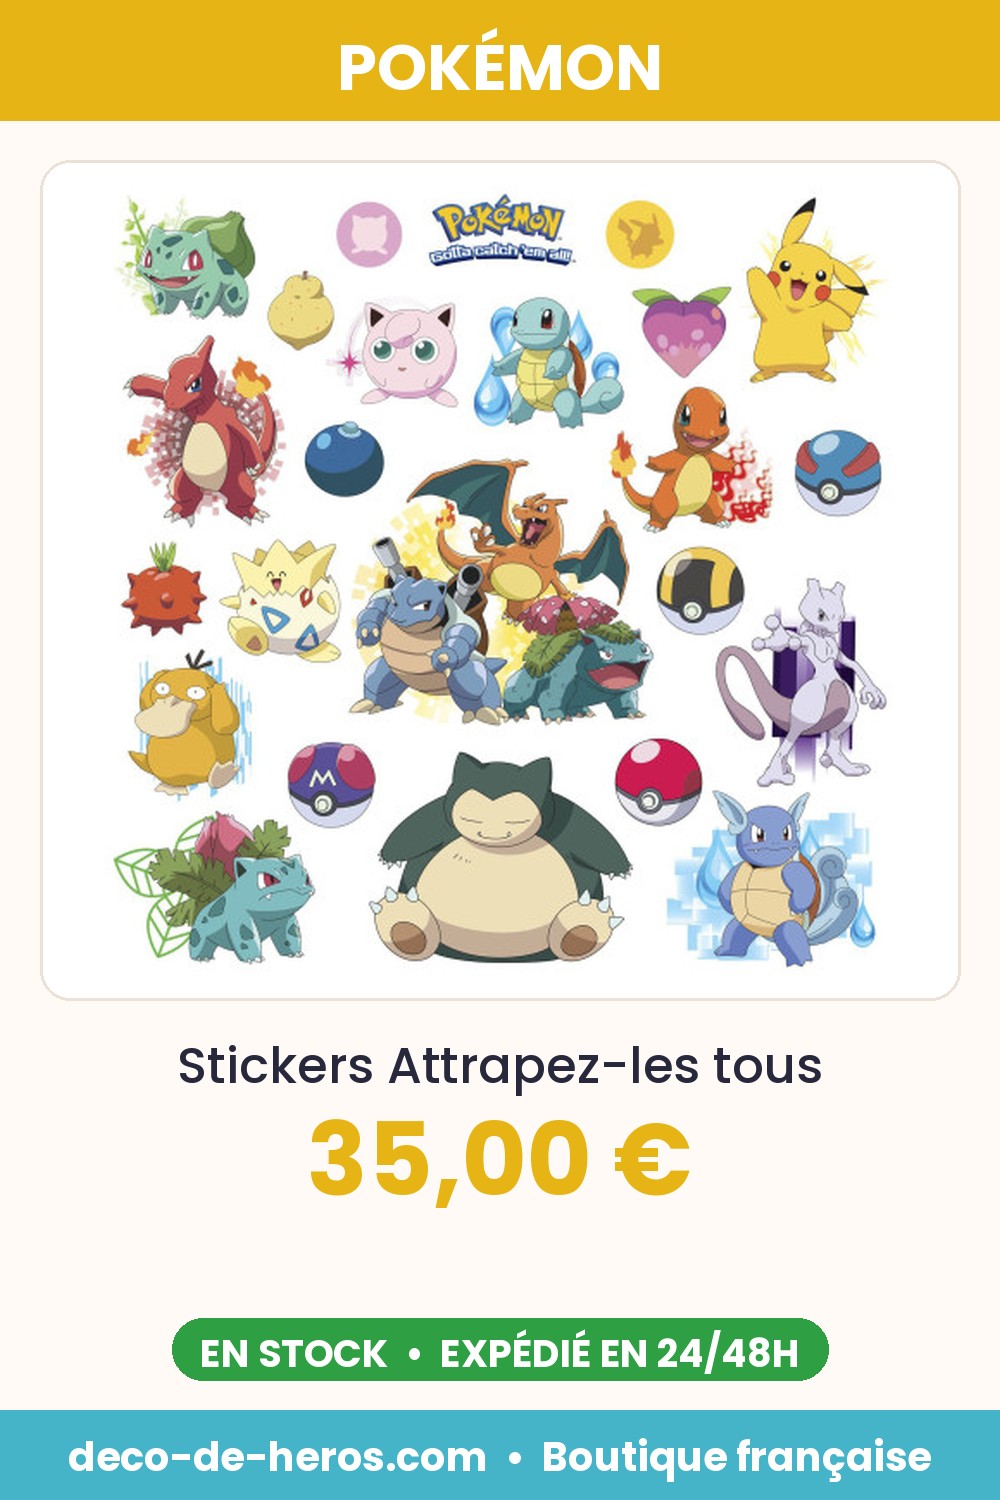 POKÉMON
POKÉMON
Gotta catch 'em all!
M
Stickers Attrapez-les tous
35,00 €
EN STOCK • EXPÉDIÉ EN 24/48H
deco-de-heros.com • Boutique française